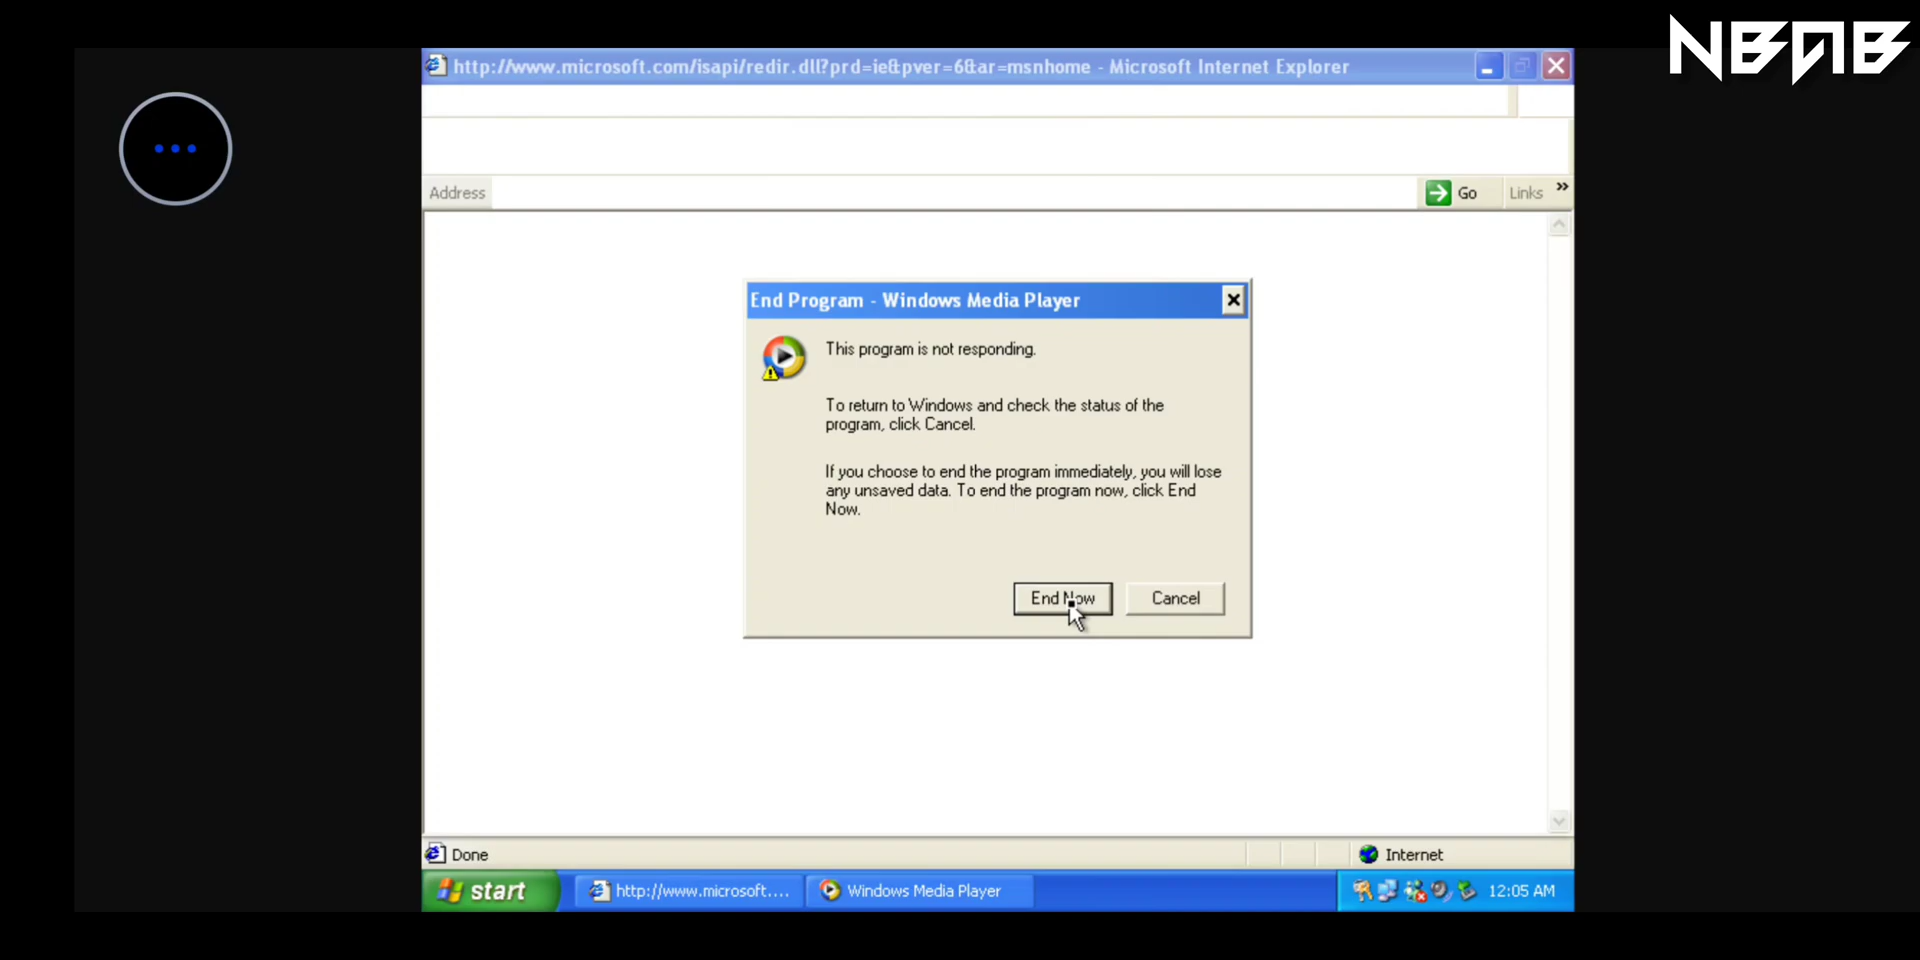 NBAB
http://www.microsoft.com/isapi/redir.dll?prd=ie&pver=6&ar=msnhome - Microsoft Internet Explorer
Address
Go
Links »
End Program - Windows Media Player
This program is not responding.
To return to Windows and check the status of the
program, click Cancel.
If you choose to end the program immediately, you will lose
any unsaved data. To end the program now, click End
Now.
End Now
Cancel
Done
Internet
start
http://www.microsoft....
Windows Media Player
12:05 AM